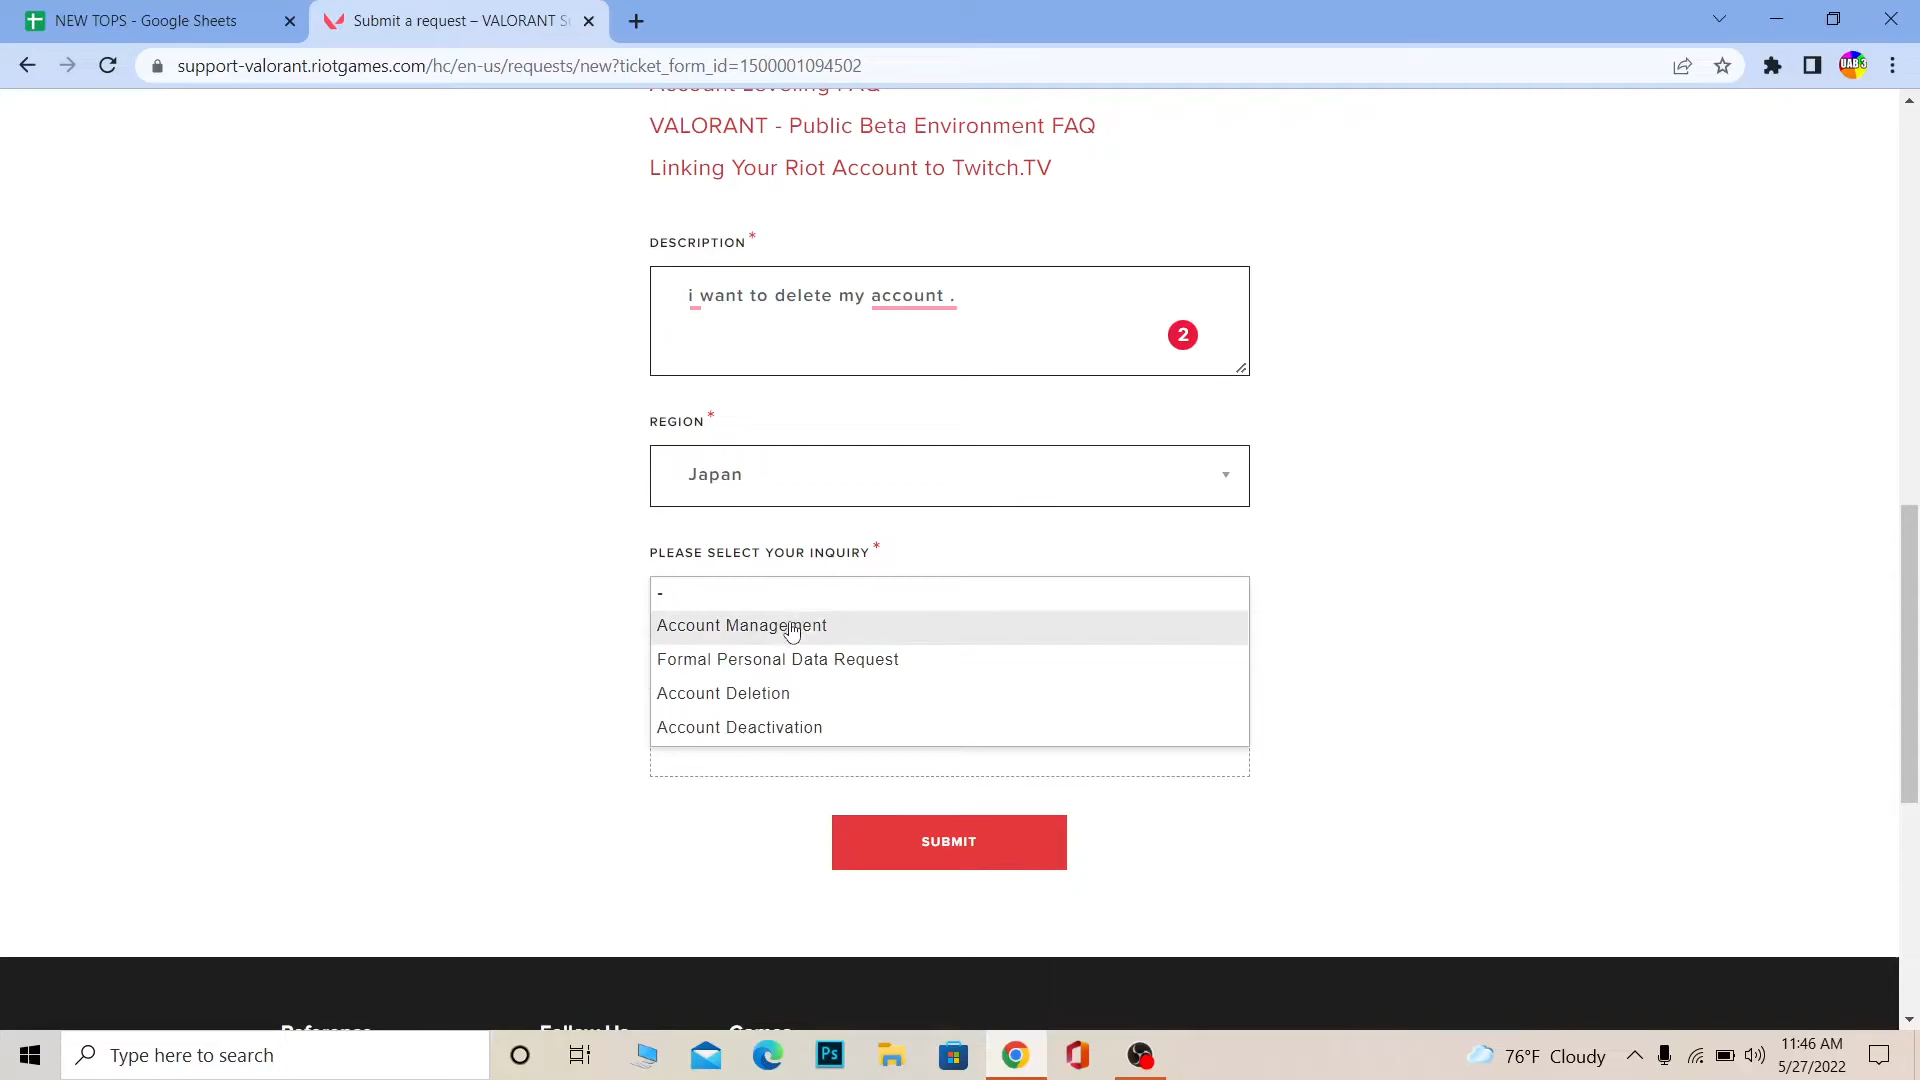 NEW TOPS - Google Sheets
Submit a request – VALORANT S
support-valorant.riotgames.com/hc/en-us/requests/new?ticket_form_id=1500001094502
UAB 3
Account Leveling FAQ
VALORANT - Public Beta Environment FAQ
Linking Your Riot Account to Twitch.TV
DESCRIPTION *
i want to delete my account .
2
REGION *
Japan
PLEASE SELECT YOUR INQUIRY *
-
Account Management
Formal Personal Data Request
Account Deletion
Account Deactivation
SUBMIT
Reference
Follow Us
Games
Type here to search
Ps
76°F Cloudy
11:46 AM
5/27/2022